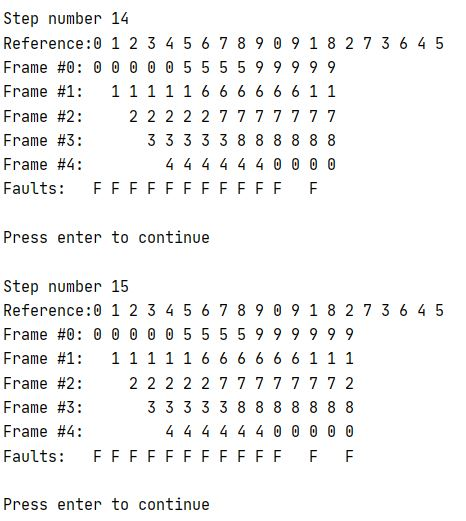 Step number 14
Reference:0 1 2 3 4 5 6 7 8 9 0 9 1 8 2 7 3 6 4 5
Frame #0: 0 0 0 0 0 5 5 5 5 9 9 9 9 9
Frame #1:   1 1 1 1 1 6 6 6 6 6 6 1 1
Frame #2:     2 2 2 2 2 7 7 7 7 7 7 7
Frame #3:       3 3 3 3 3 8 8 8 8 8 8
Frame #4:         4 4 4 4 4 4 0 0 0 0
Faults:   F F F F F F F F F F F   F
Press enter to continue
Step number 15
Reference:0 1 2 3 4 5 6 7 8 9 0 9 1 8 2 7 3 6 4 5
Frame #0: 0 0 0 0 0 5 5 5 5 9 9 9 9 9 9
Frame #1:   1 1 1 1 1 6 6 6 6 6 6 1 1 1
Frame #2:     2 2 2 2 2 7 7 7 7 7 7 7 2
Frame #3:       3 3 3 3 3 8 8 8 8 8 8 8
Frame #4:         4 4 4 4 4 4 0 0 0 0 0
Faults:   F F F F F F F F F F F   F   F
Press enter to continue